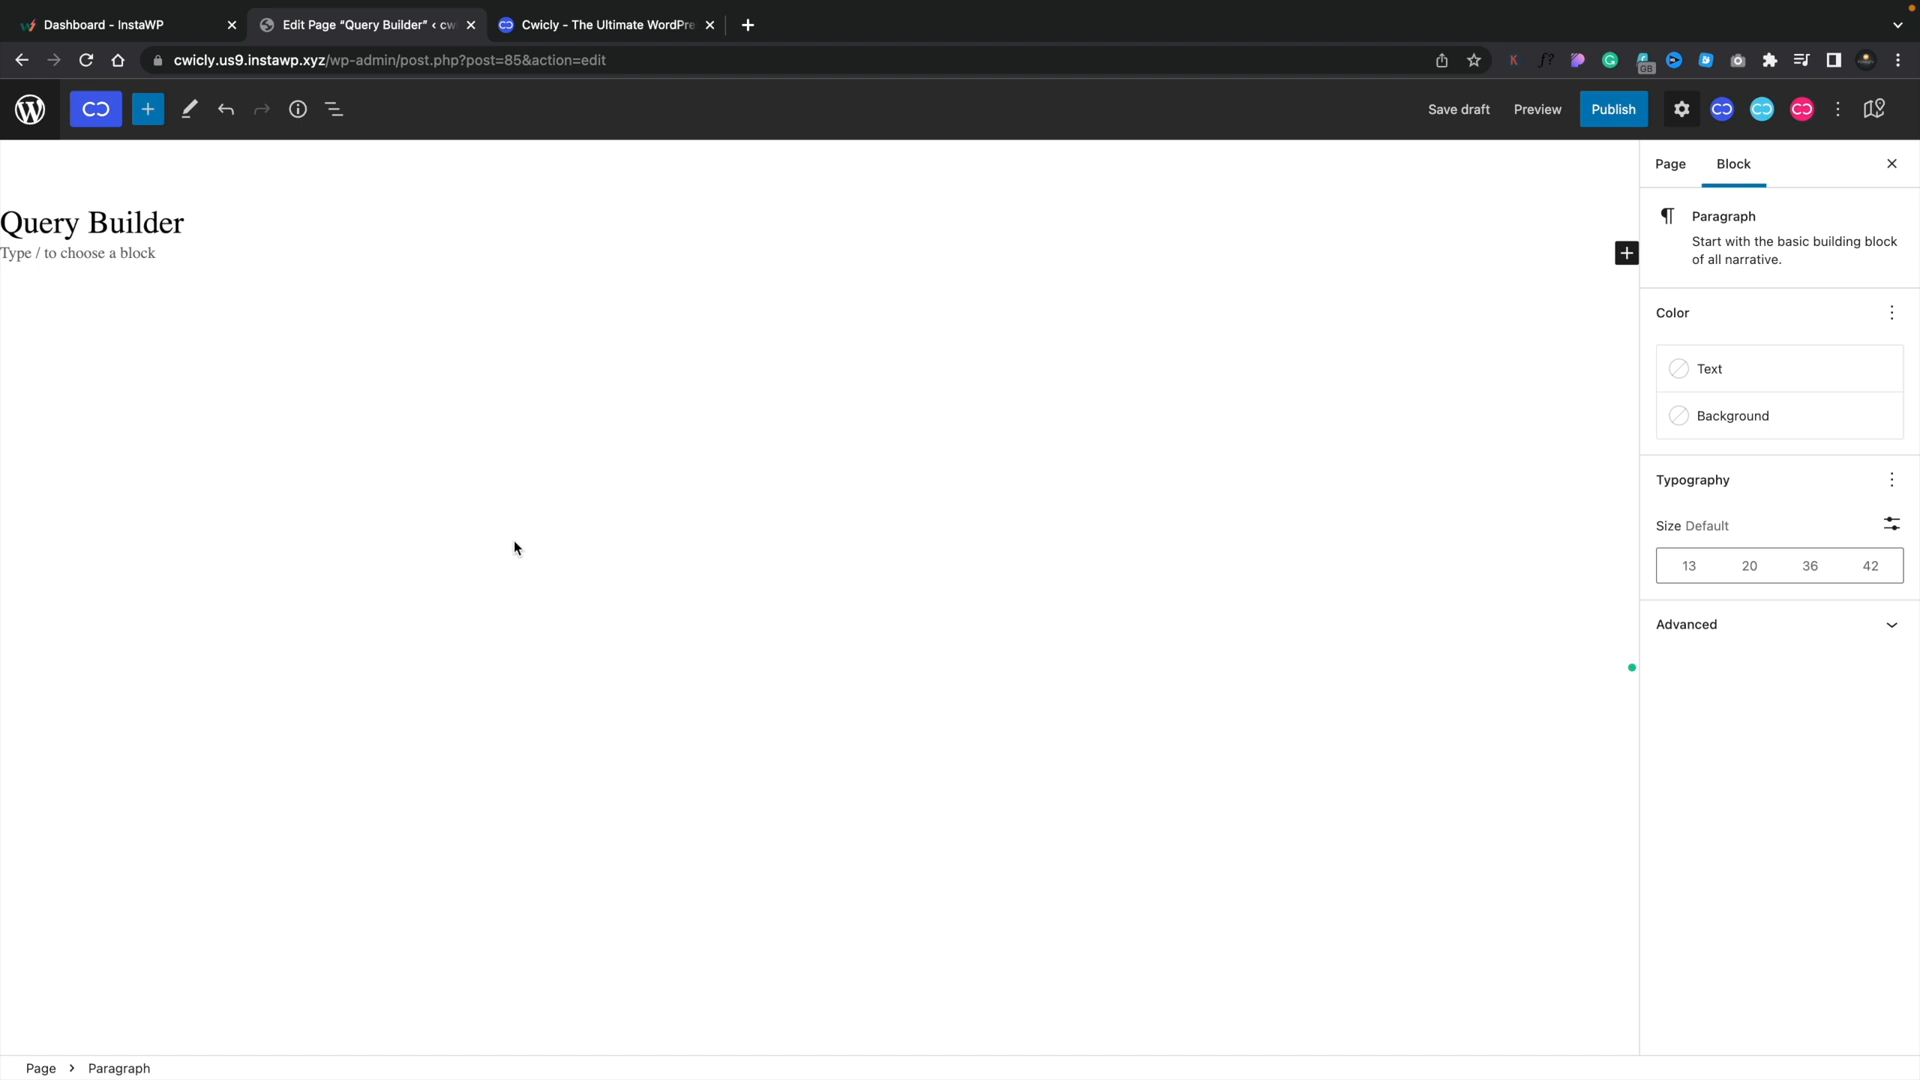 Dashboard - InstaWP
Edit Page “Query Builder” ‹ cw
Cwicly - The Ultimate WordPre
cwicly.us9.instawp.xyz/wp-admin/post.php?post=85&action=edit
GB
Save draft
Preview
Publish
Page
Block
Query Builder
Type / to choose a block
Paragraph
Start with the basic building block
of all narrative.
Color
Text
Background
Typography
Size Default
13 20 36 42
Advanced
Page › Paragraph